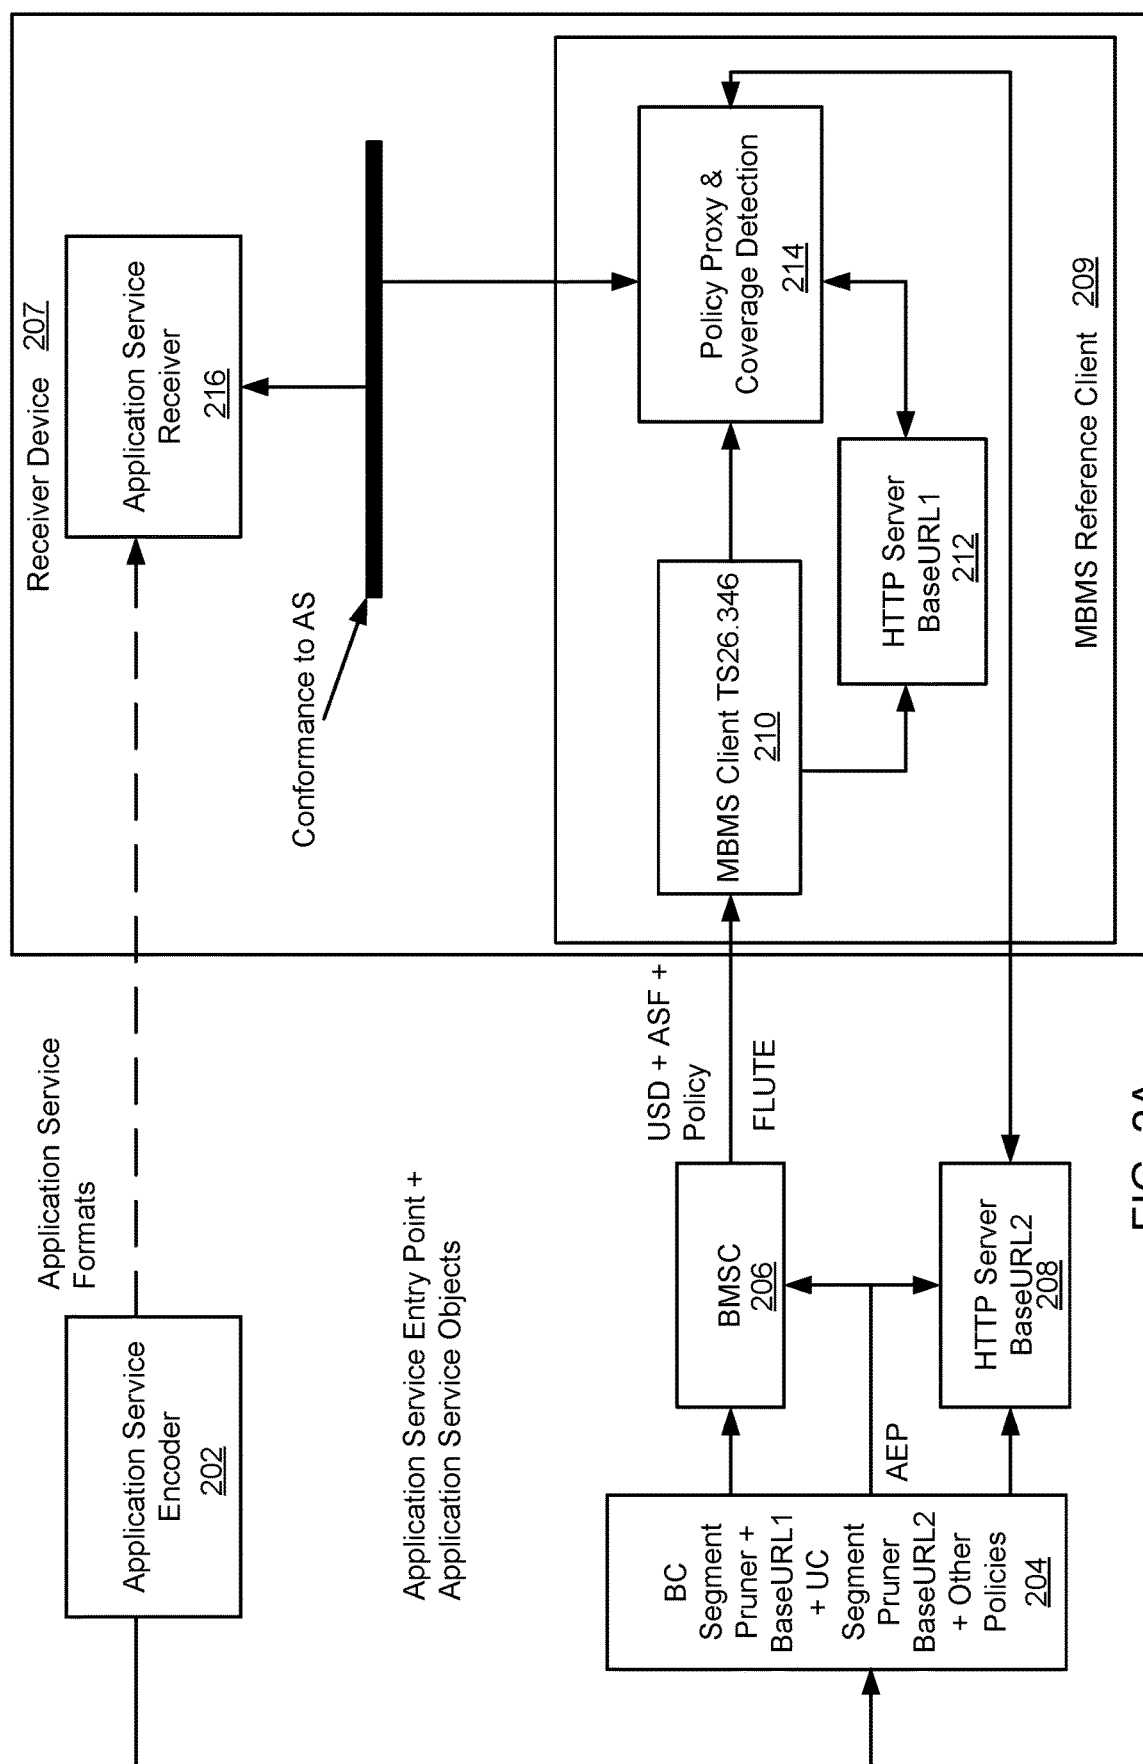 Application Service
Encoder
202
Application Service
Formats
Receiver Device 207
Application Service
Receiver
216
Conformance to AS
Application Service Entry Point +
Application Service Objects
BC
Segment
Pruner +
BaseURL1
+ UC
Segment
Pruner
BaseURL2
+ Other
Policies
204
AEP
BMSC
206
HTTP Server
BaseURL2
208
USD + ASF +
Policy
FLUTE
MBMS Client TS26.346
210
HTTP Server
BaseURL1
212
Policy Proxy &
Coverage Detection
214
MBMS Reference Client 209
FIG. 2A